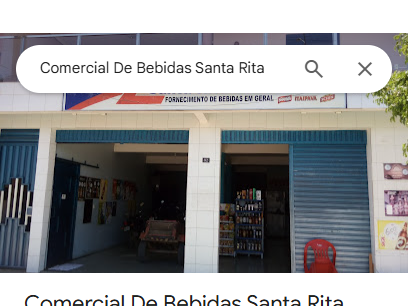 Comercial De Bebidas Santa Rita
FORNECIMENTO DE BEBIDAS EM GERAL
ITAIPAVA
Comercial De Bebidas Santa Rita